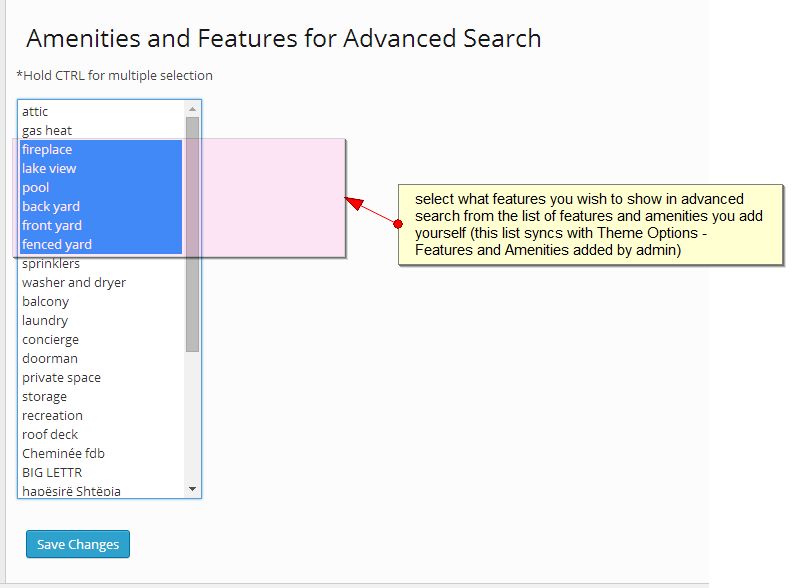 Amenities and Features for Advanced Search
*Hold CTRL for multiple selection
attic
gas heat
fireplace
lake view
pool
back yard
front yard
fenced yard
sprinklers
washer and dryer
balcony
laundry
concierge
doorman
private space
storage
recreation
roof deck
Cheminée fdb
BIG LETTR
hapësirë Shtëpia
select what features you wish to show in advanced
search from the list of features and amenities you add
yourself (this list syncs with Theme Options -
Features and Amenities added by admin)
Save Changes